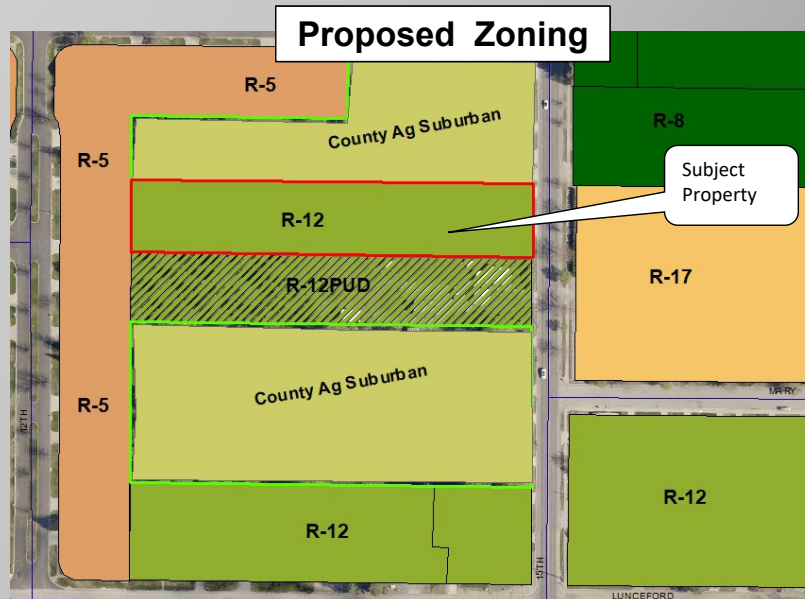 Proposed Zoning
R-5
County Ag Suburban
R-8
R-5
Subject
Property
R-12
R-17
R-12PUD
County Ag Suburban
MARY
R-5
12TH
R-12
R-12
15TH
LUNCEFORD